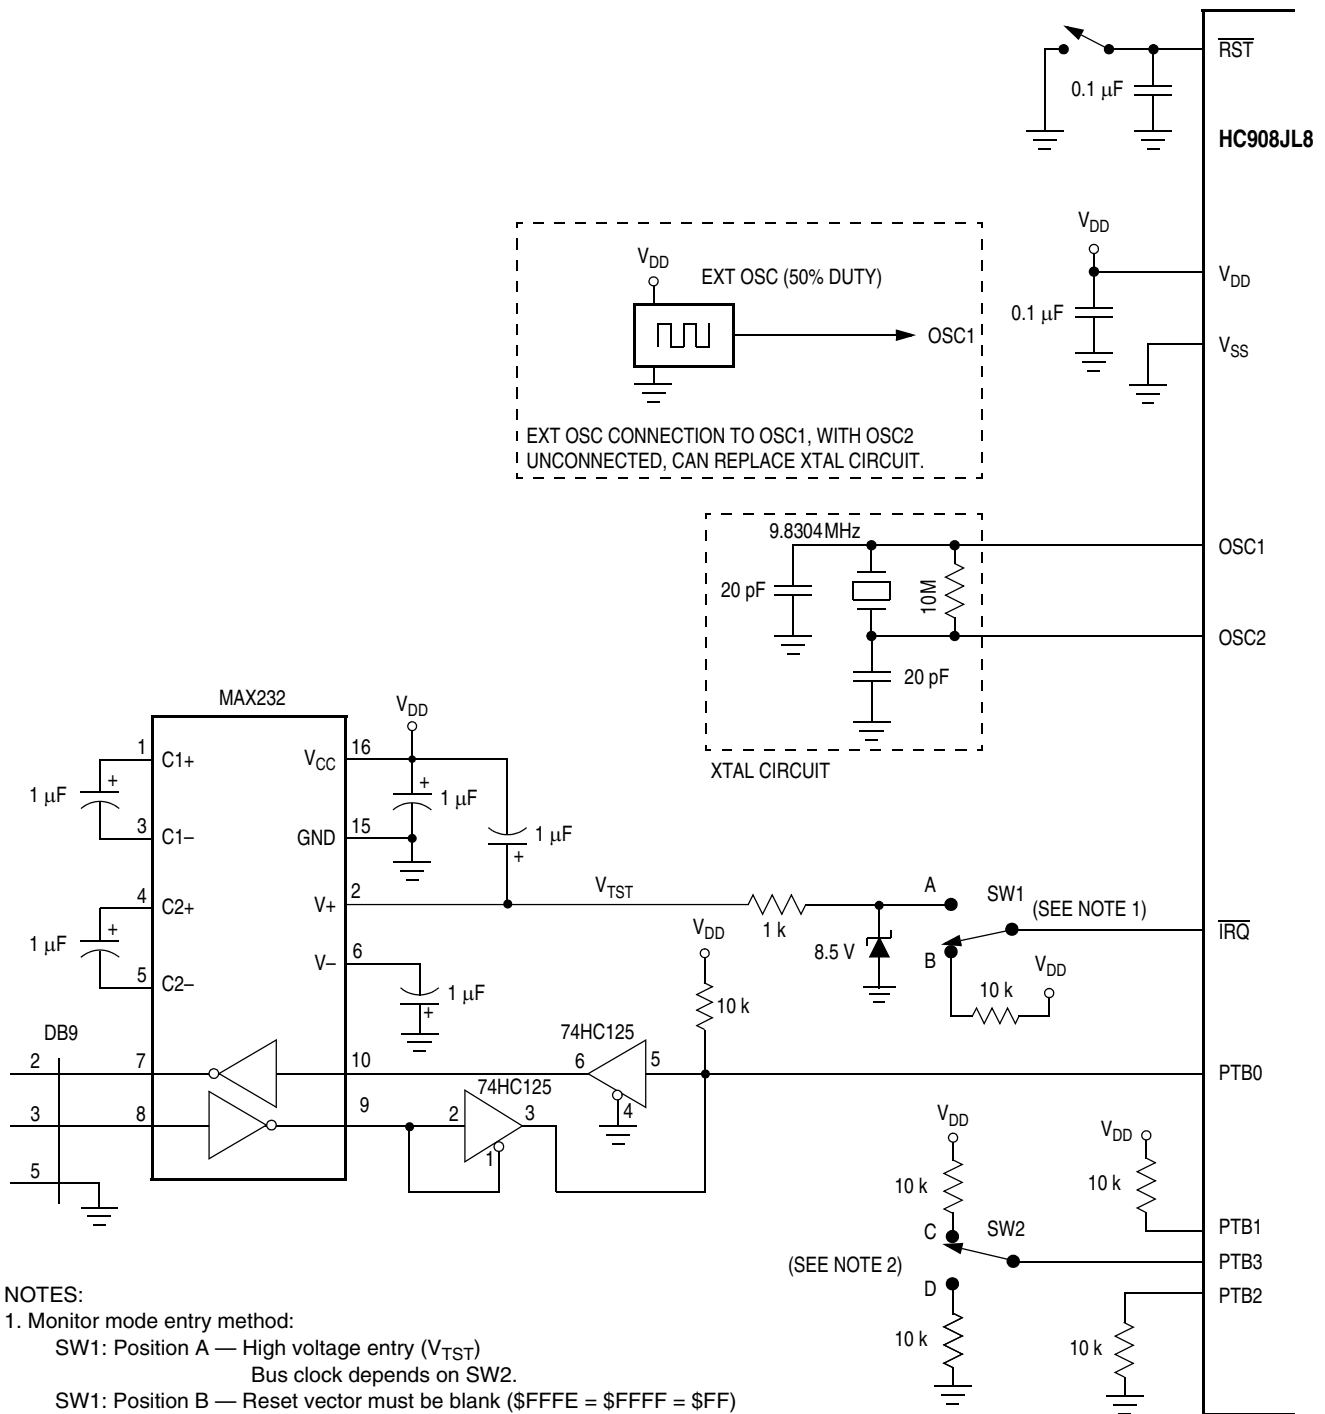 RST
0.1 µF
HC908JL8
VDD
VDD
0.1 µF
VSS
VDD
EXT OSC (50% DUTY)
OSC1
EXT OSC CONNECTION TO OSC1, WITH OSC2
UNCONNECTED, CAN REPLACE XTAL CIRCUIT.
9.8304MHz
OSC1
20 pF
10M
OSC2
20 pF
XTAL CIRCUIT
MAX232
VDD
1
C1+
VCC
16
1 µF
+
+
1 µF
3
C1–
GND
15
1 µF
+
4
C2+
V+
2
VTST
1 k
A
SW1
(SEE NOTE 1)
IRQ
1 µF
+
V–
6
VDD
8.5 V
B
VDD
5
C2–
1 µF
+
10 k
10 k
DB9
74HC125
2
7
10
6
5
PTB0
4
74HC125
3
8
9
2
3
1
5
VDD
VDD
10 k
10 k
C
SW2
PTB1
(SEE NOTE 2)
PTB3
D
PTB2
10 k
10 k
NOTES:
1. Monitor mode entry method:
SW1: Position A — High voltage entry (VTST)
Bus clock depends on SW2.
SW1: Position B — Reset vector must be blank ($FFFE = $FFFF = $FF)